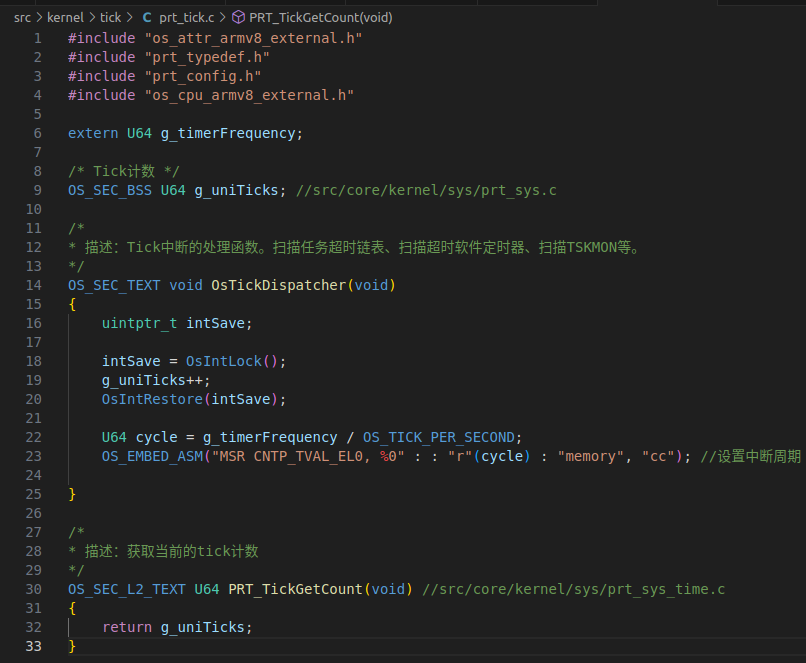 src > kernel > tick > C prt_tick.c > PRT_TickGetCount(void)
1 #include "os_attr_armv8_external.h"
2 #include "prt_typedef.h"
3 #include "prt_config.h"
4 #include "os_cpu_armv8_external.h"
5
6 extern U64 g_timerFrequency;
7
8 /* Tick计数 */
9 OS_SEC_BSS U64 g_uniTicks; //src/core/kernel/sys/prt_sys.c
10
11 /*
12 * 描述：Tick中断的处理函数。扫描任务超时链表、扫描超时软件定时器、扫描TSKMON等。
13 */
14 OS_SEC_TEXT void OsTickDispatcher(void)
15 {
16     uintptr_t intSave;
17
18     intSave = OsIntLock();
19     g_uniTicks++;
20     OsIntRestore(intSave);
21
22     U64 cycle = g_timerFrequency / OS_TICK_PER_SECOND;
23     OS_EMBED_ASM("MSR CNTP_TVAL_EL0, %0" : : "r"(cycle) : "memory", "cc"); //设置中断周期
24
25 }
26
27 /*
28 * 描述：获取当前的tick计数
29 */
30 OS_SEC_L2_TEXT U64 PRT_TickGetCount(void) //src/core/kernel/sys/prt_sys_time.c
31 {
32     return g_uniTicks;
33 }